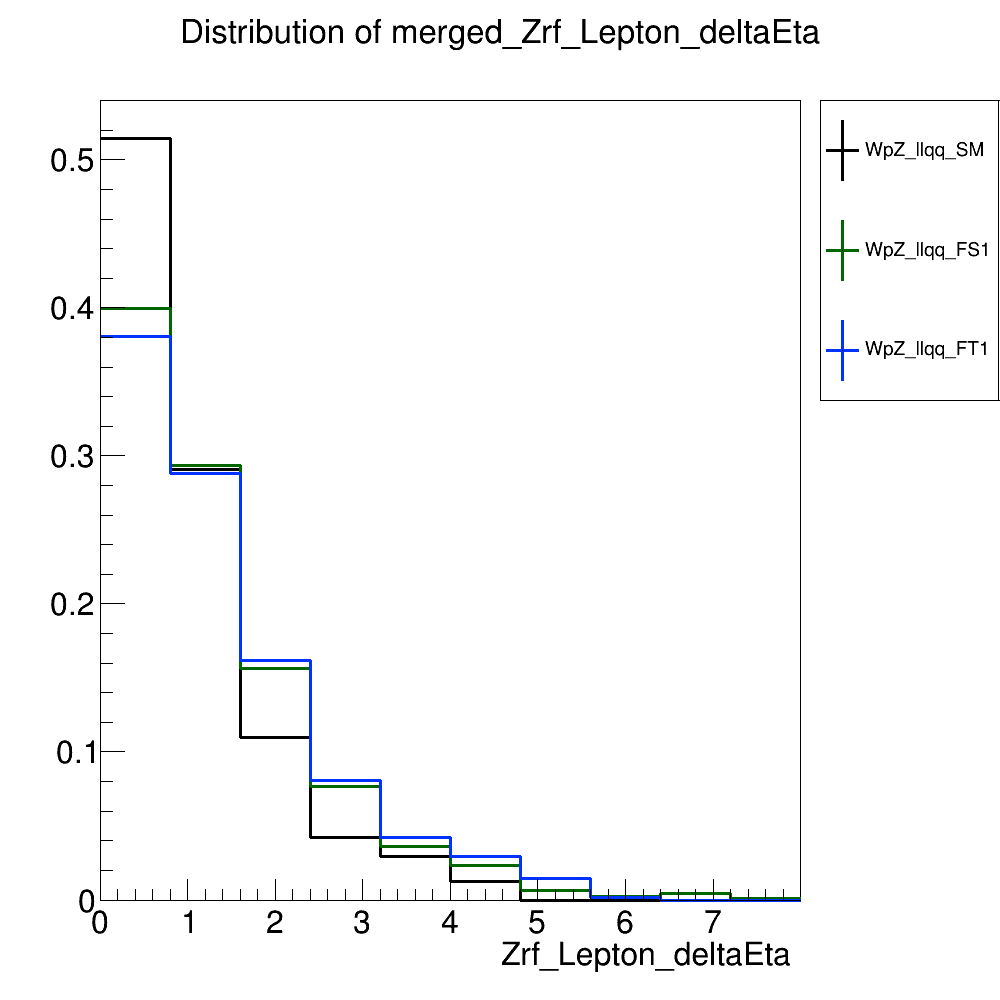 Distribution of merged_Zrf_Lepton_deltaEta
WpZ_llqq_SM
WpZ_llqq_FS1
WpZ_llqq_FT1
0.5
0.4
0.3
0.2
0.1
0
0 1 2 3 4 5 6 7
Zrf_Lepton_deltaEta